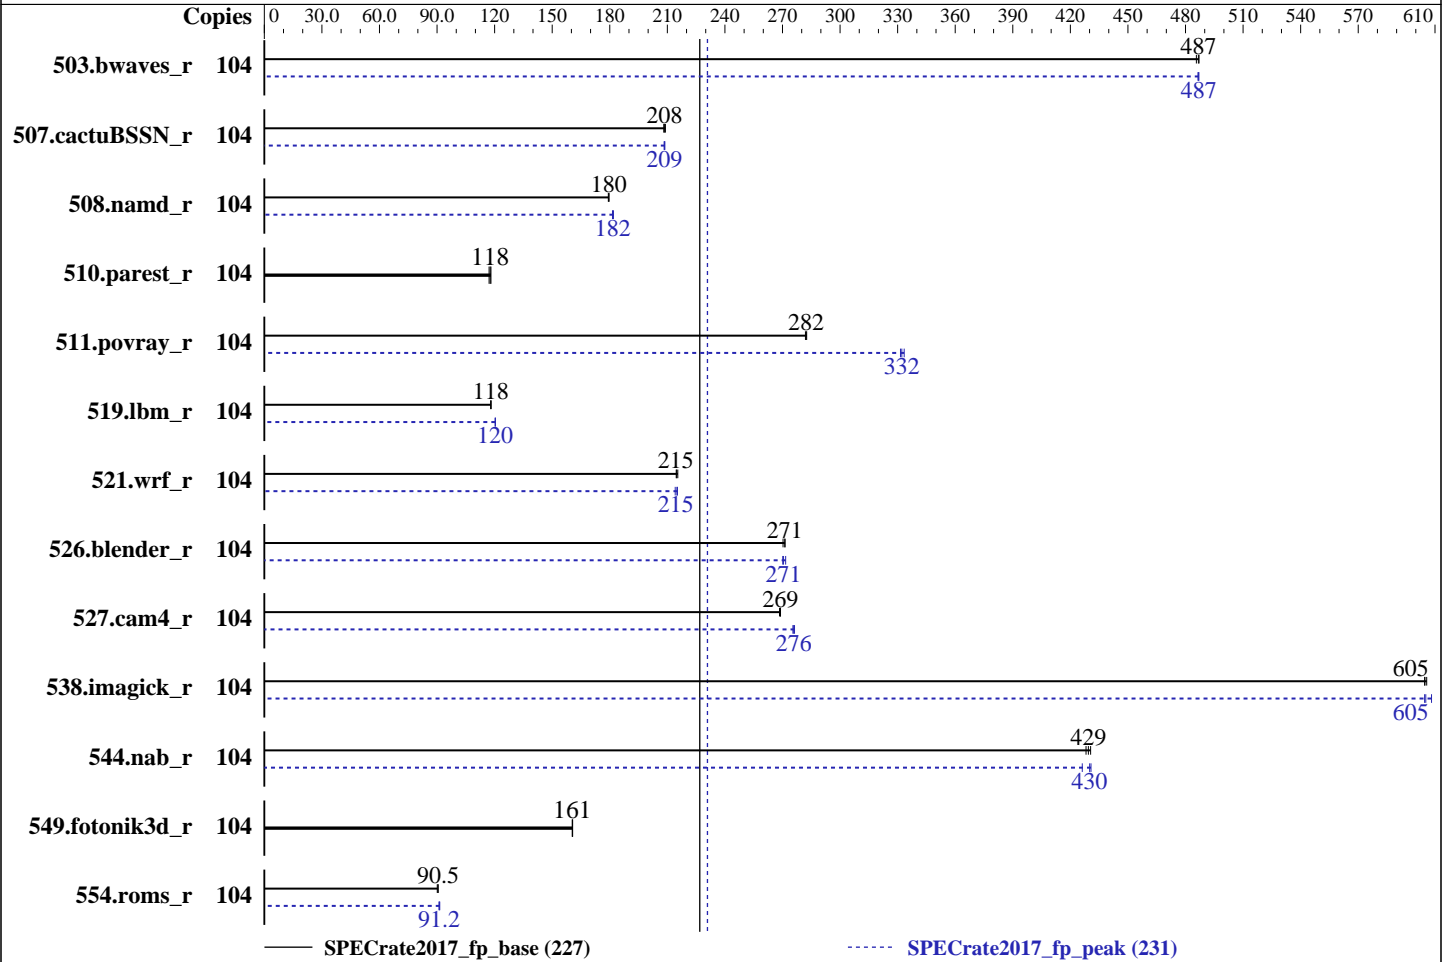 Copies 0 30.0 60.0 90.0 120 150 180 210 240 270 300 330 360 390 420 450 480 510 540 570 610
503.bwaves_r 104 487
487
507.cactuBSSN_r 104 208
209
508.namd_r 104 180
182
510.parest_r 104 118
511.povray_r 104 282
332
519.lbm_r 104 118
120
521.wrf_r 104 215
215
526.blender_r 104 271
271
527.cam4_r 104 269
276
538.imagick_r 104 605
605
544.nab_r 104 429
430
549.fotonik3d_r 104 161
554.roms_r 104 90.5
91.2
SPECrate2017_fp_base (227) SPECrate2017_fp_peak (231)